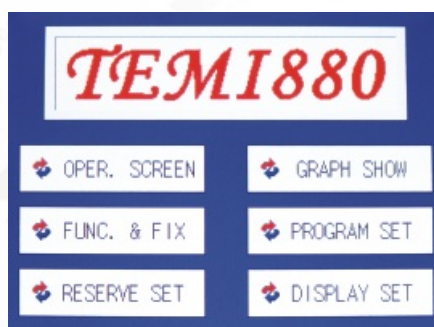 TEMI880
OPER. SCREEN
GRAPH SHOW
FUNC. & FIX
PROGRAM SET
RESERVE SET
DISPLAY SET